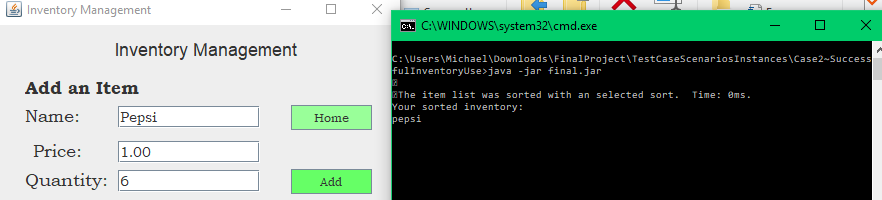 Inventory Management
Inventory Management
Add an Item
Name:
Pepsi
Home
Price:
1.00
Quantity:
6
Add
C:\WINDOWS\system32\cmd.exe
C:\Users\Michael\Downloads\FinalProject\TestCaseScenariosInstances\Case2~Success
fulInventoryUse>java -jar final.jar
The item list was sorted with an selected sort.  Time: 0ms.
Your sorted inventory:
pepsi